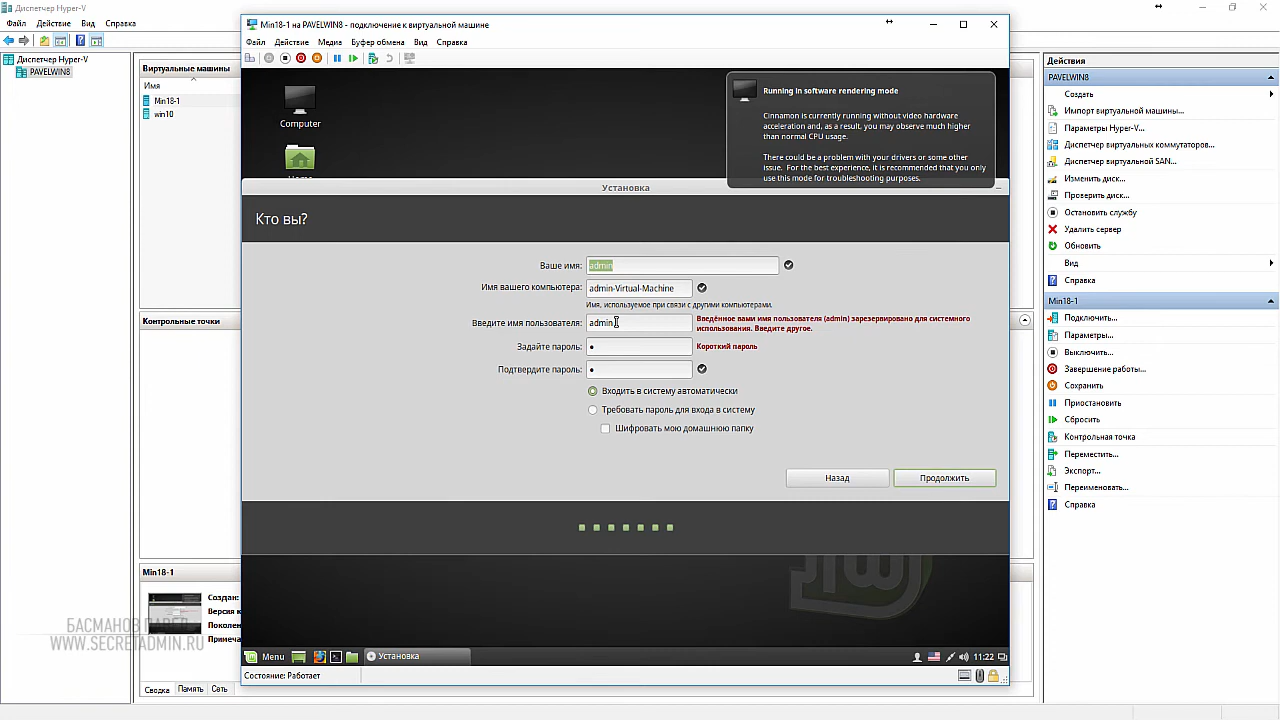 Диспетчер Hyper-V
Файл Действие Вид Справка
Диспетчер Hyper-V
PAVELWIN8
Виртуальные машины
Имя
Min18-1
win10
Контрольные точки
Min18-1
Создан:
Версия к
Поколен
Примеча
Сводка Память Сеть
БАСМАНОВ ПАВЕЛ
WWW.SECRETADMIN.RU
Min18-1 на PAVELWIN8 - подключение к виртуальной машине
Файл Действие Медиа Буфер обмена Вид Справка
Computer
Home
Running in software rendering mode
Cinnamon is currently running without video hardware
acceleration and, as a result, you may observe much higher
than normal CPU usage.
There could be a problem with your drivers or some other
issue. For the best experience, it is recommended that you only
use this mode for troubleshooting purposes.
Установка
Кто вы?
Ваше имя: admin
Имя вашего компьютера: admin-Virtual-Machine
Имя, используемое при связи с другими компьютерами.
Введите имя пользователя: admin
Введённое вами имя пользователя (admin) зарезервировано для системного
использования. Введите другое.
Задайте пароль: ● Короткий пароль
Подтвердите пароль: ●
Входить в систему автоматически
Требовать пароль для входа в систему
Шифровать мою домашнюю папку
Назад Продолжить
Menu Установка 11:22
Состояние: Работает
Действия
PAVELWIN8
Создать
Импорт виртуальной машины...
Параметры Hyper-V...
Диспетчер виртуальных коммутаторов...
Диспетчер виртуальной SAN...
Изменить диск...
Проверить диск...
Остановить службу
Удалить сервер
Обновить
Вид
Справка
Min18-1
Подключить...
Параметры...
Выключить...
Завершение работы...
Сохранить
Приостановить
Сбросить
Контрольная точка
Переместить...
Экспорт...
Переименовать...
Справка